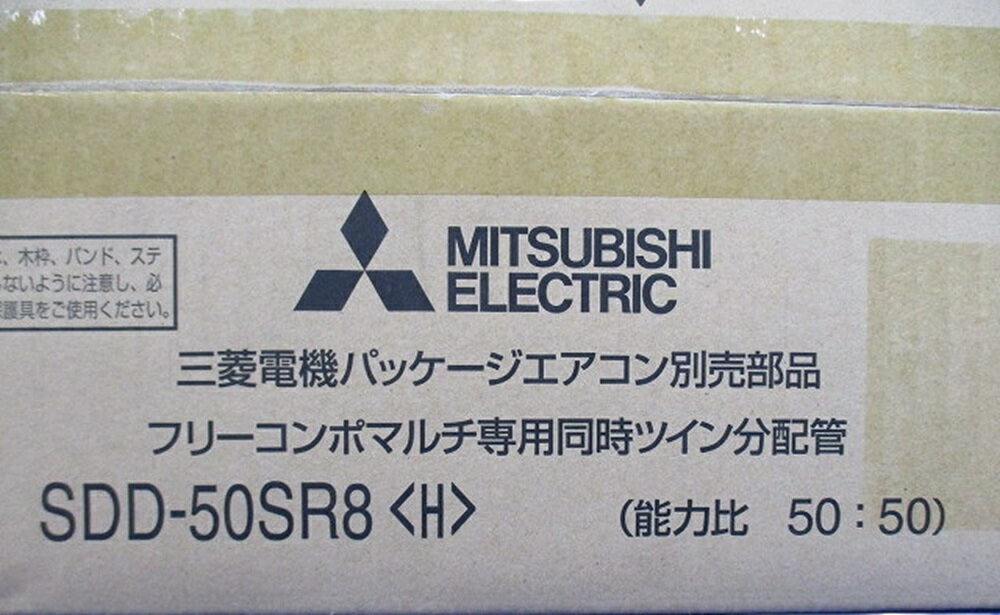 、木枠、バンド、ステ
ないように注意し、必
護具をご使用ください。
MITSUBISHI
ELECTRIC
三菱電機パッケージエアコン別売部品
フリーコンポマルチ専用同時ツイン分配管
SDD-50SR8〈H〉 (能力比 50:50)